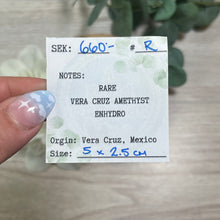 SEK: 660:- # R
NOTES:
RARE
VERA CRUZ AMETHYST
ENHYDRO
Orgin: Vera Cruz, Mexico
Size: 5 x 2.5 cm